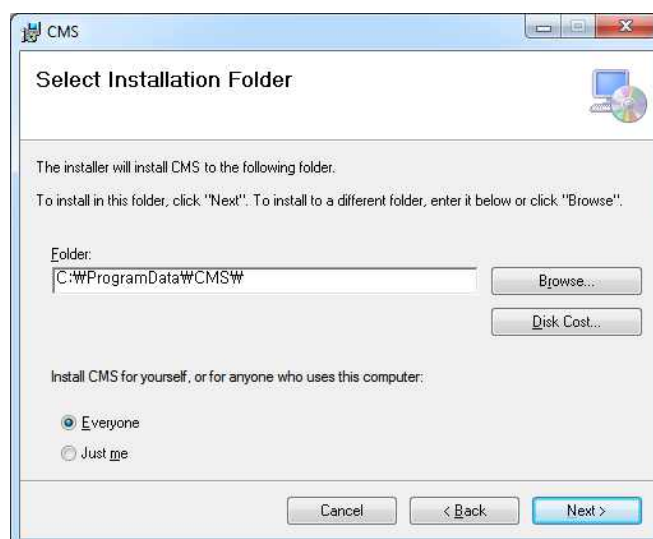 CMS
Select Installation Folder
The installer will install CMS to the following folder.
To install in this folder, click "Next". To install to a different folder, enter it below or click "Browse".
Folder:
C:₩ProgramData₩CMS₩
Browse...
Disk Cost...
Install CMS for yourself, or for anyone who uses this computer:
Everyone
Just me
Cancel
< Back
Next >